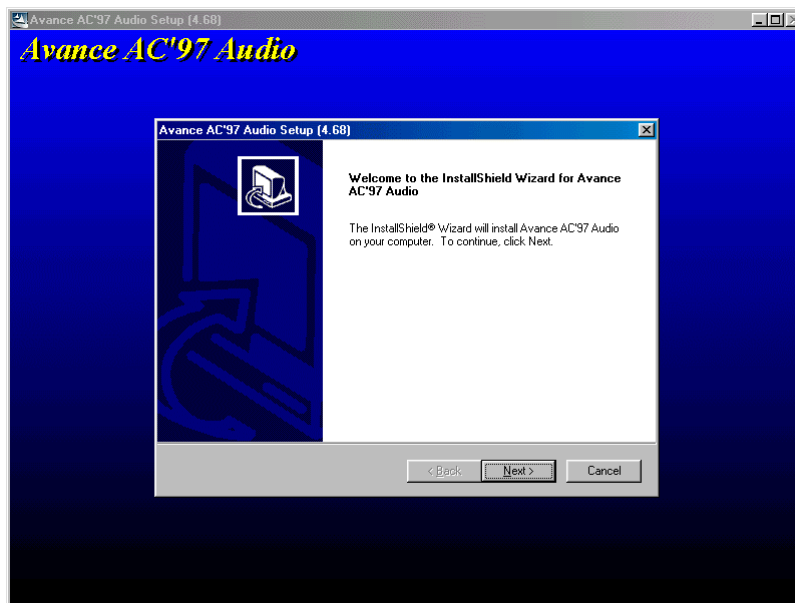 Avance AC'97 Audio Setup (4.68)
Avance AC'97 Audio
Avance AC'97 Audio Setup (4.68)
Welcome to the InstallShield Wizard for Avance
AC'97 Audio
The InstallShield® Wizard will install Avance AC'97 Audio
on your computer. To continue, click Next.
< Back
Next >
Cancel